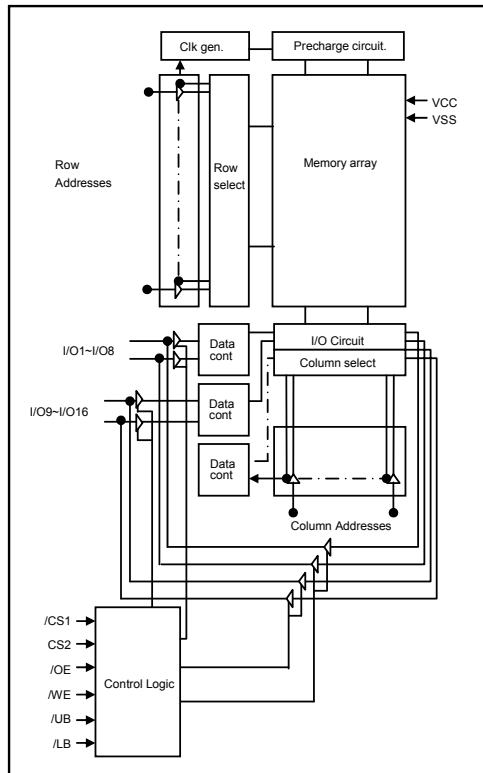 Clk gen.
Precharge circuit.
VCC
VSS
Row
Addresses
Row
select
Memory array
I/O1~I/O8
Data
cont
I/O Circuit
Column select
I/O9~I/O16
Data
cont
Data
cont
Column Addresses
/CS1
CS2
/OE
/WE
/UB
/LB
Control Logic